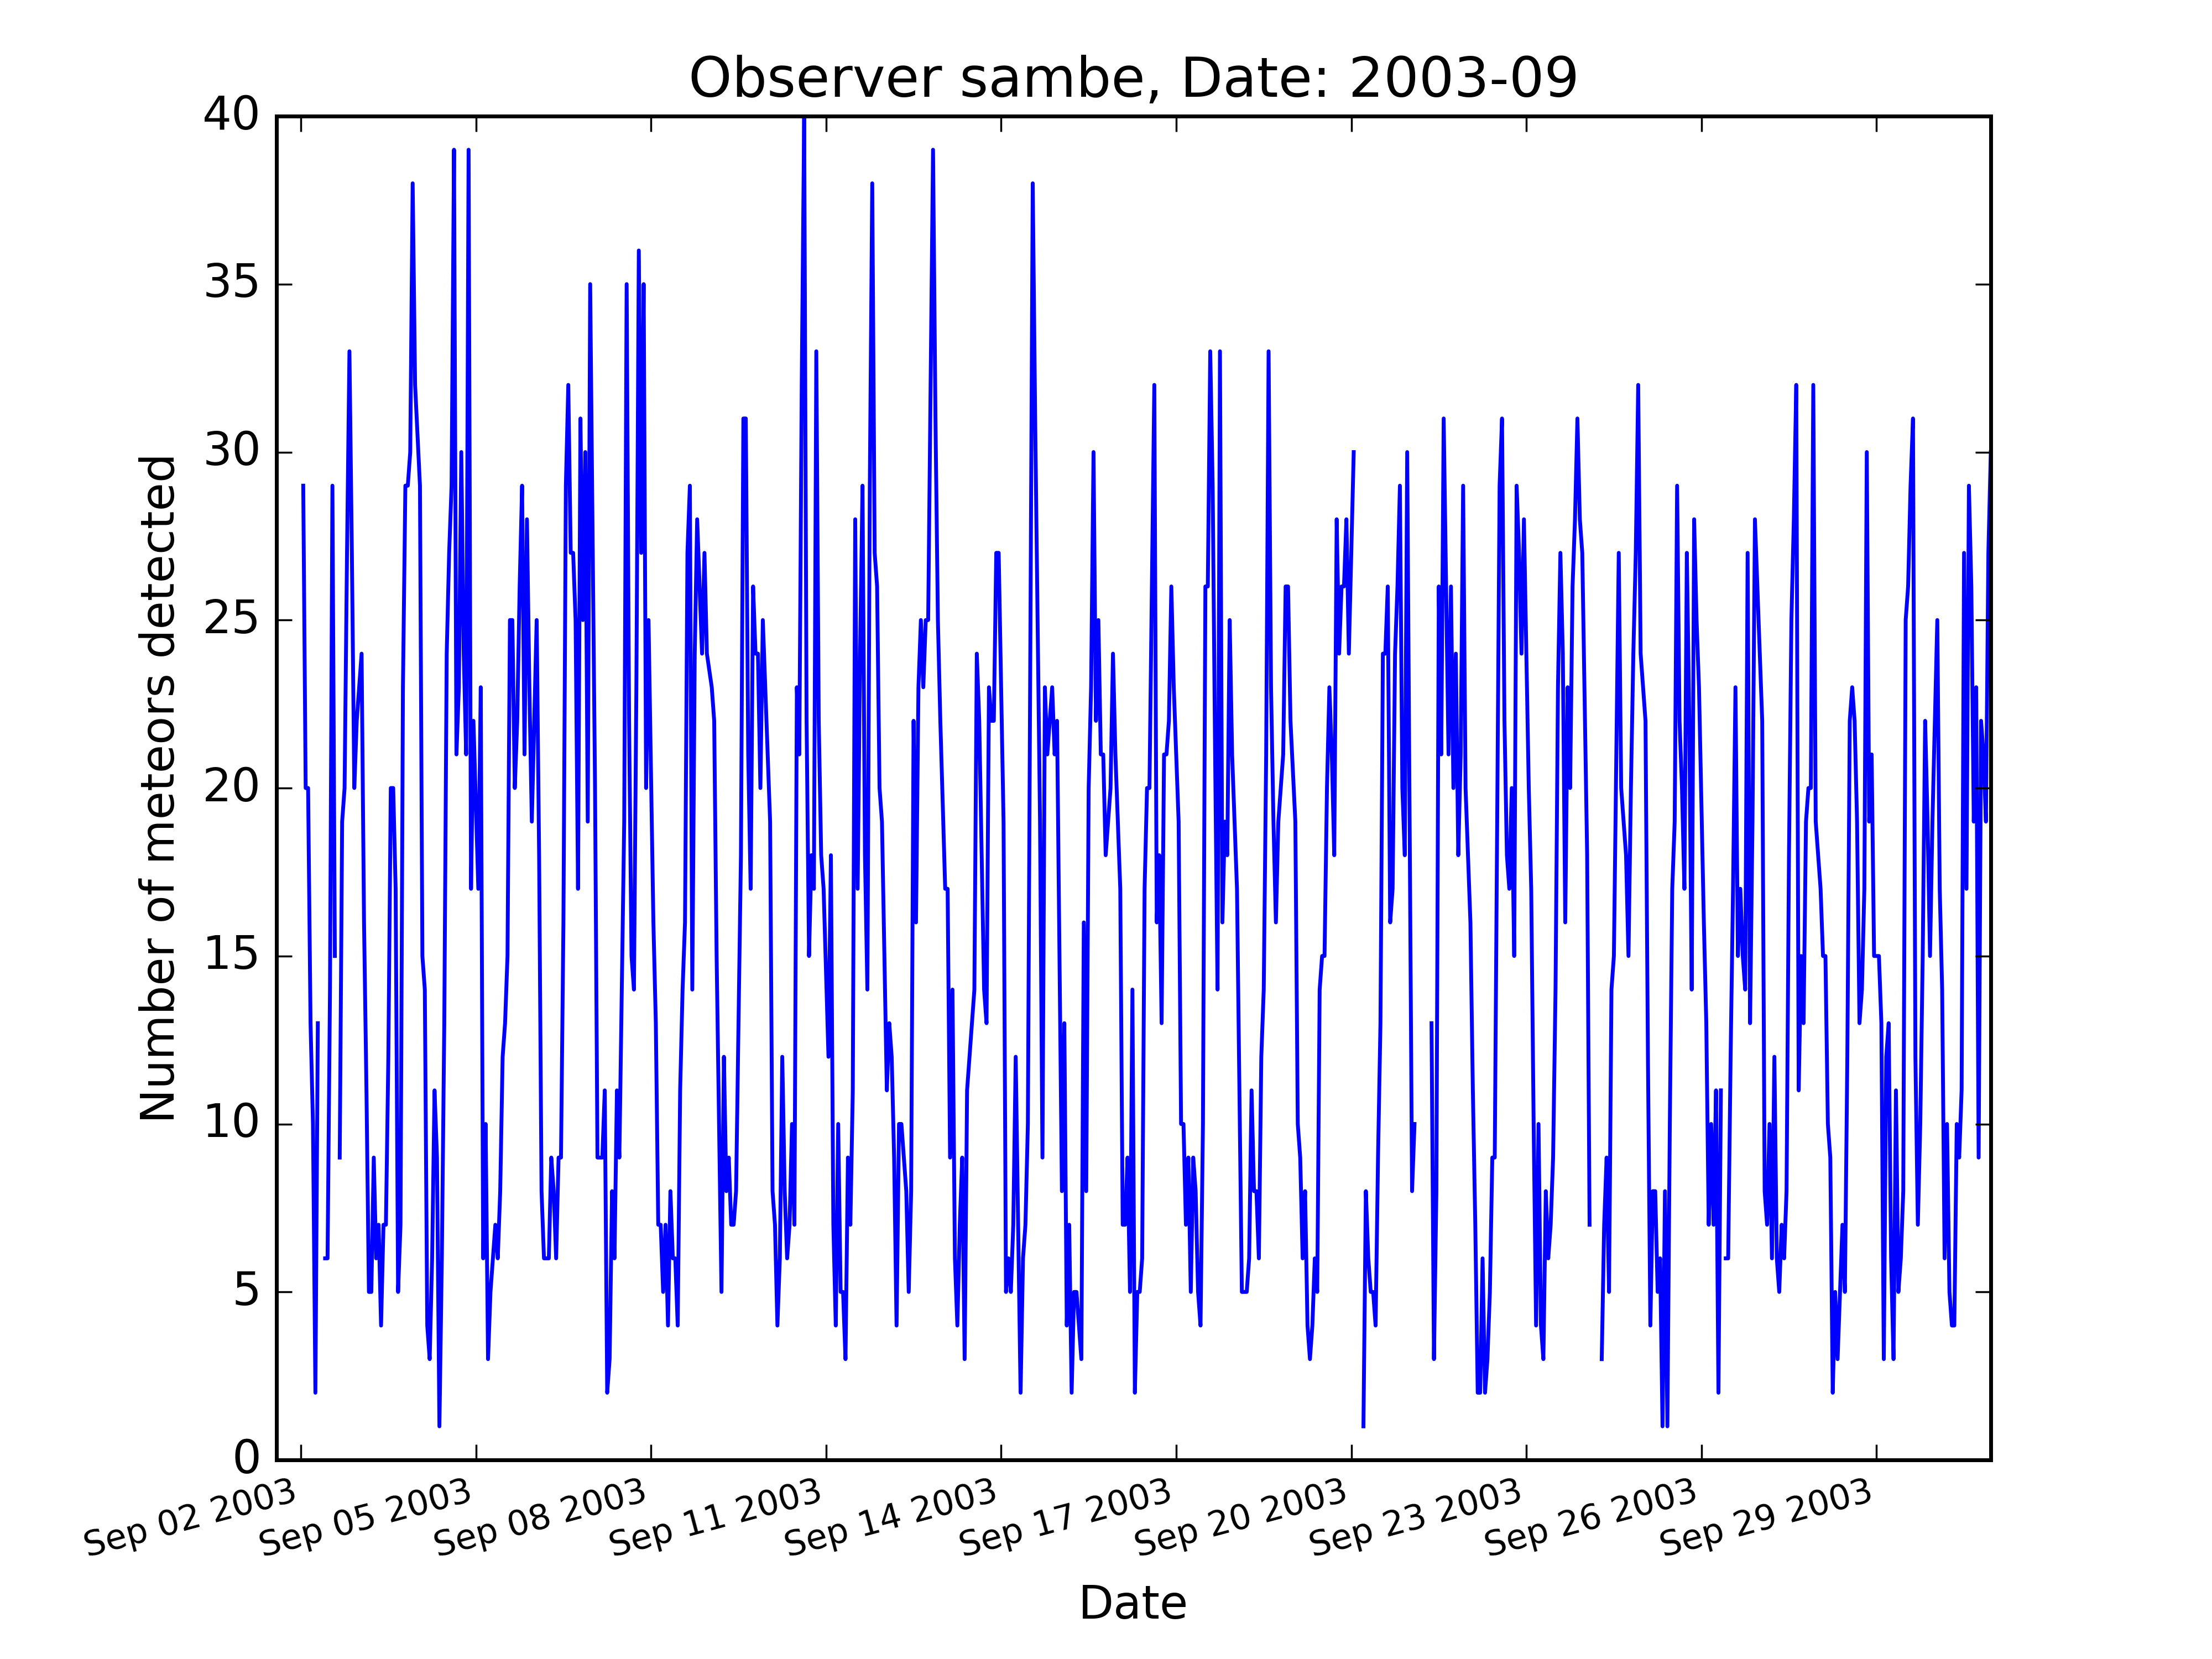 Observer sambe, Date: 2003-09
Number of meteors detected
40
35
30
25
20
15
10
5
0
Sep 02 2003
Sep 05 2003
Sep 08 2003
Sep 11 2003
Sep 14 2003
Sep 17 2003
Sep 20 2003
Sep 23 2003
Sep 26 2003
Sep 29 2003
Date